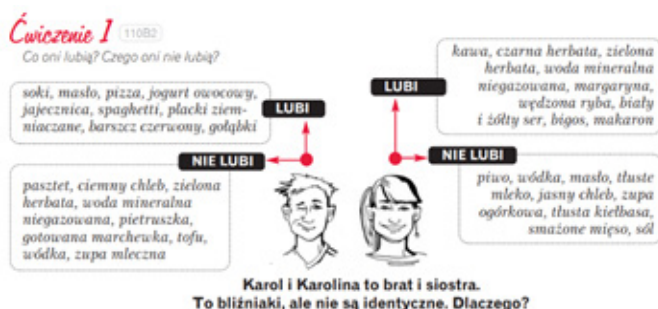 Ćwiczenie 1 110B2
Co oni lubią? Czego oni nie lubią?
soki, masło, pizza, jogurt owocowy,
jajecznica, spaghetti, placki ziem-
niaczane, barszcz czerwony, gołąbki
LUBI
NIE LUBI
pasztet, ciemny chleb, zielona
herbata, woda mineralna
niegazowana, pietruszka,
gotowana marchewka, tofu,
wódka, zupa mleczna
kawa, czarna herbata, zielona
herbata, woda mineralna
niegazowana, margaryna,
wędzona ryba, biały
i żółty ser, bigos, makaron
LUBI
NIE LUBI
piwo, wódka, masło, tłuste
mleko, jasny chleb, zupa
ogórkowa, tłusta kiełbasa,
smażone mięso, sól
Karol i Karolina to brat i siostra.
To bliźniaki, ale nie są identyczne. Dlaczego?